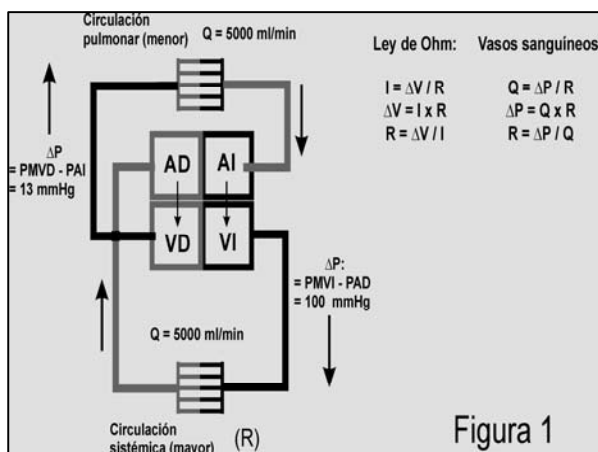 Circulación
pulmonar (menor)
Q = 5000 ml/min
Ley de Ohm:
Vasos sanguíneos
I = ΔV / R
Q = ΔP / R
ΔV = I x R
ΔP = Q x R
R = ΔV / I
R = ΔP / Q
ΔP
= PMVD - PAI
= 13 mmHg
AD
AI
VD
VI
ΔP:
= PMVI - PAD
= 100 mmHg
Q = 5000 ml/min
Circulación
sistémica (mayor)
(R)
Figura 1